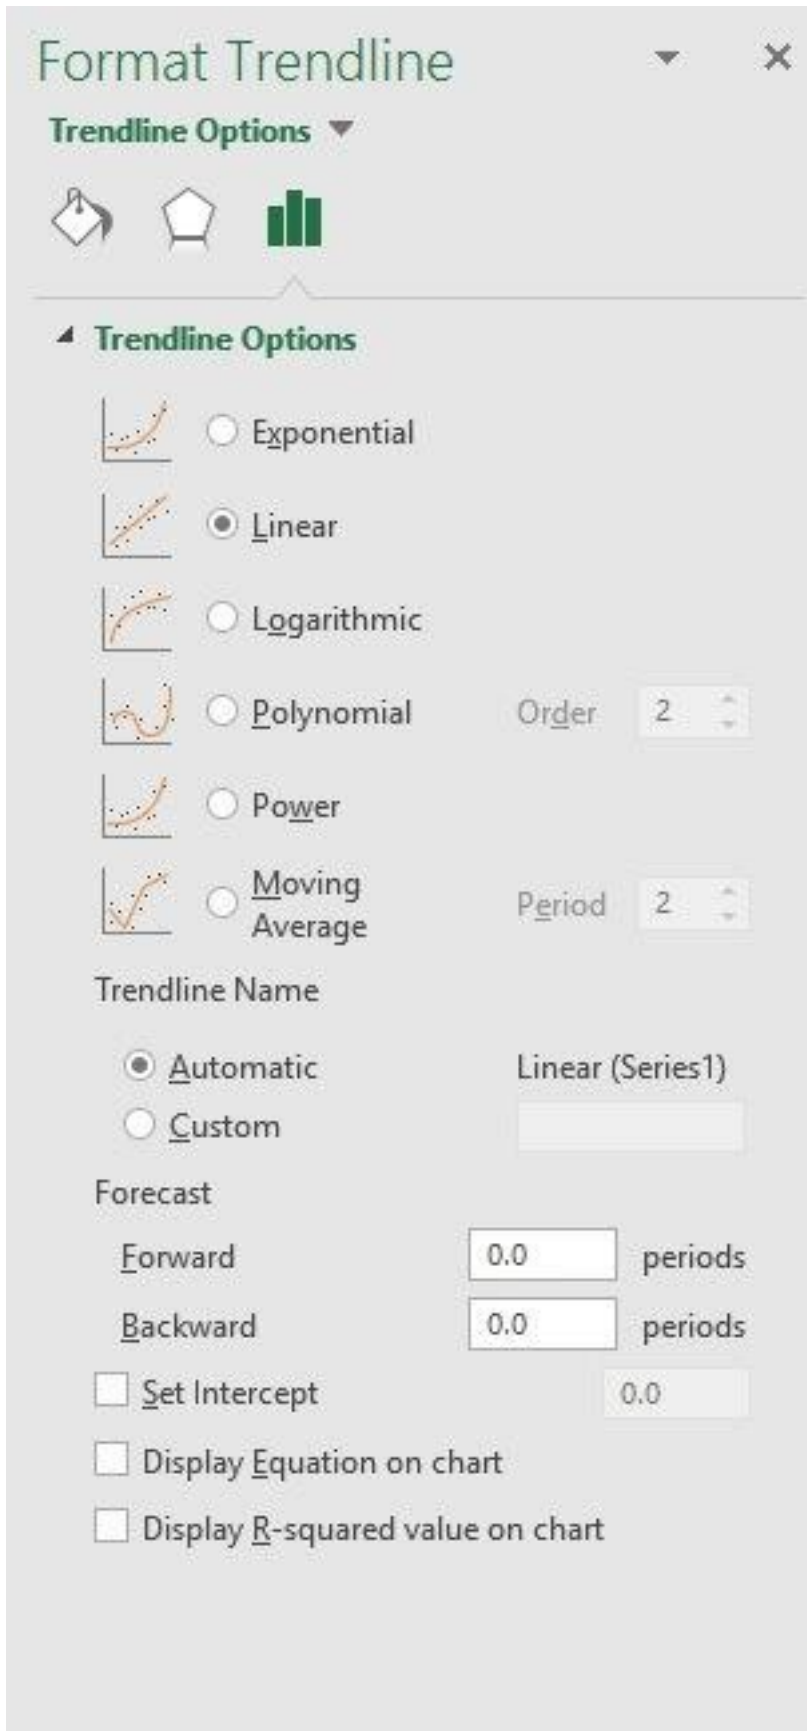 Format Trendline
Trendline Options
Trendline Options
Exponential
Linear
Logarithmic
Polynomial Order 2
Power
Moving
Average Period 2
Trendline Name
Automatic Linear (Series1)
Custom
Forecast
Forward 0.0 periods
Backward 0.0 periods
Set Intercept 0.0
Display Equation on chart
Display R-squared value on chart